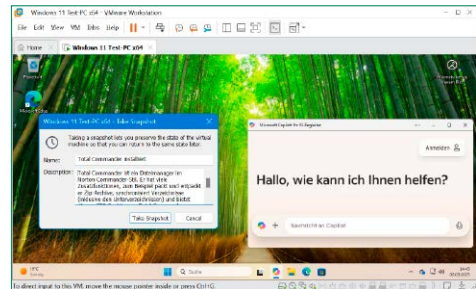 Windows 11 Test-PC x64 - VMware Workstation
File Edit View VM Tabs Help
Home
Windows 11 Test-PC x64
Windows 11 Test-PC x64 - Take Snapshot
Taking a snapshot lets you preserve the state of the virtual
machine so that you can return to the same state later.
Name: Total Commander installiert
Description: Total Commander ist ein Dateimanager im
Norton-Commander-Stil. Er hat viele
Zusatzfunktionen, zum Beispiel packt und entpackt
er Zip Archive, synchronisiert Verzeichnisse
(inklusive den Unterverzeichnissen) und bietet
Take Snapshot
Cancel
Anmelden
Hallo, wie kann ich Ihnen helfen?
Nachricht an Copilot
Suche
To direct input to this VM, move the mouse pointer inside or press Ctrl+G.